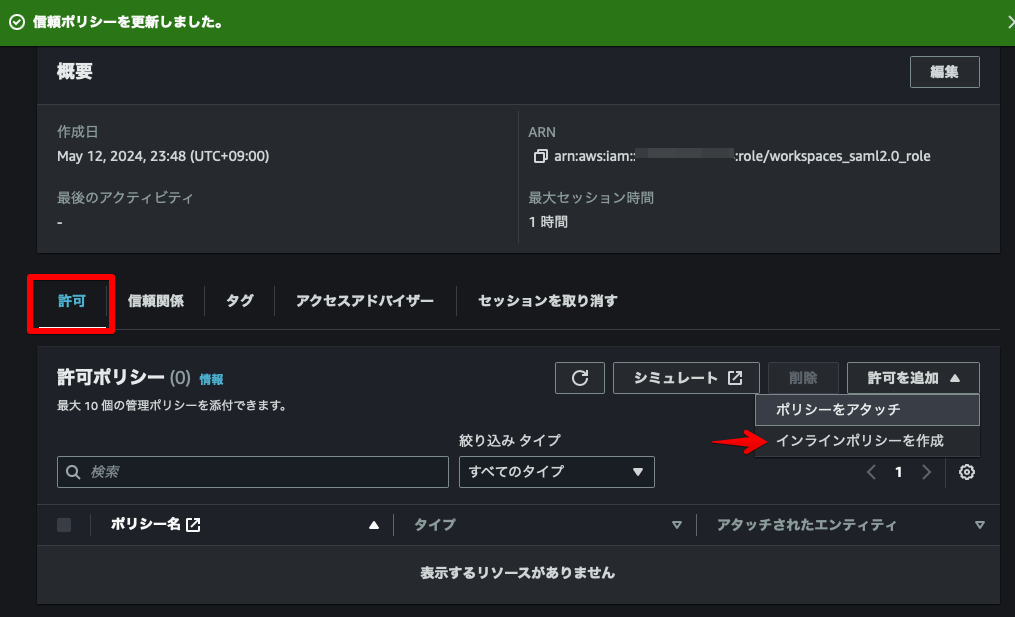 信頼ポリシーを更新しました。
概要
編集
作成日
May 12, 2024, 23:48 (UTC+09:00)
ARN
arn:aws:iam:: :role/workspaces_saml2.0_role
最後のアクティビティ
-
最大セッション時間
1 時間
許可 信頼関係 タグ アクセスアドバイザー セッションを取り消す
許可ポリシー (0) 情報
最大 10 個の管理ポリシーを添付できます。
シミュレート 削除 許可を追加
ポリシーをアタッチ
インラインポリシーを作成
絞り込み タイプ
検索 すべてのタイプ 1
ポリシー名 タイプ アタッチされたエンティティ
表示するリソースがありません